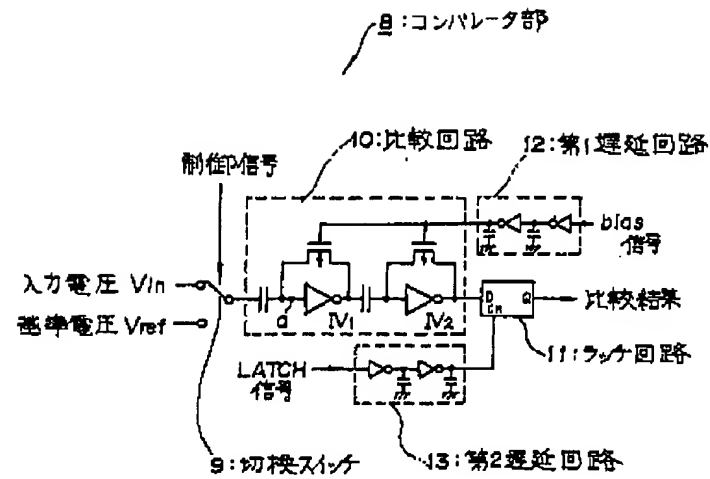 8:コンパレータ部
10:比較回路
12:第1遅延回路
制御信号
bias
信号
入力電圧 Vin
基準電圧 Vref
a
IV1
IV2
D
Q
比較結果
LATCH
信号
11:ラッチ回路
9:切換スイッチ
13:第2遅延回路